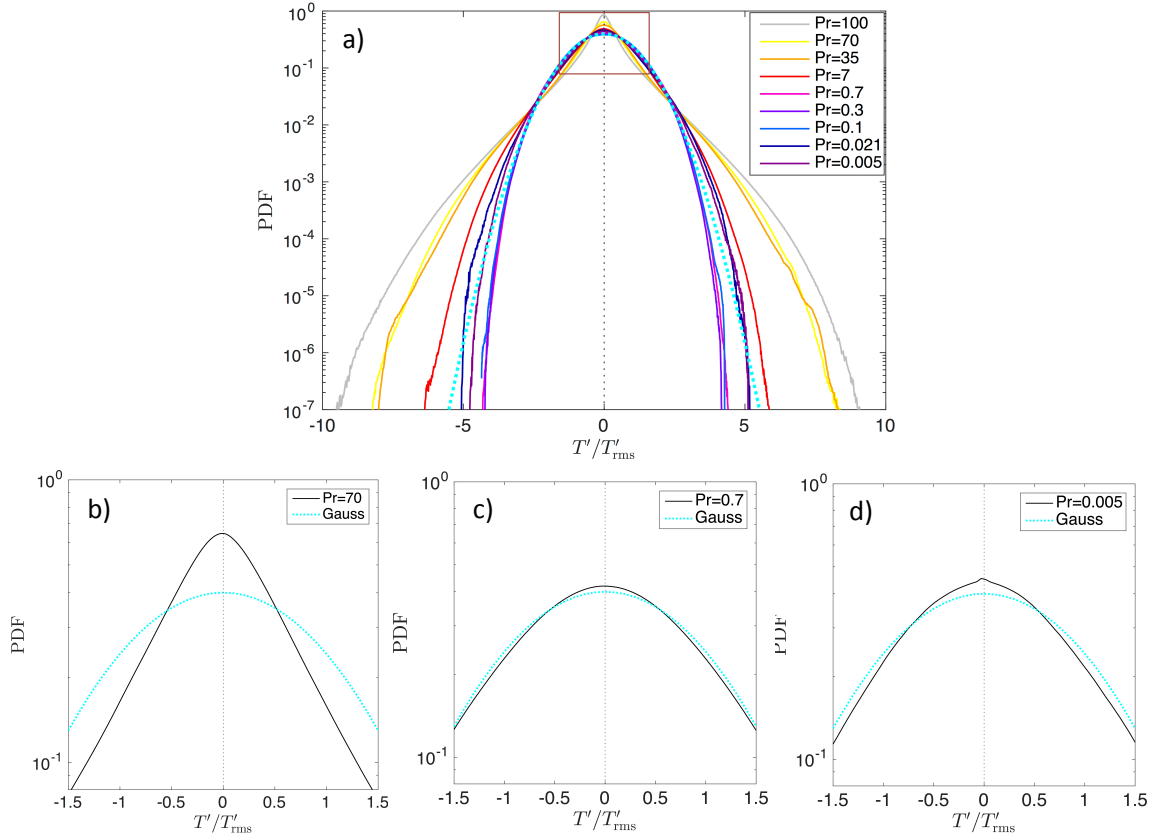 a)
PDF
10^0
10^-1
10^-2
10^-3
10^-4
10^-5
10^-6
10^-7
-10
-5
0
5
10
T′/T′rms
Pr=100
Pr=70
Pr=35
Pr=7
Pr=0.7
Pr=0.3
Pr=0.1
Pr=0.021
Pr=0.005
b)
PDF
10^0
10^-1
-1.5
-1
-0.5
0
0.5
1
1.5
T′/T′rms
Pr=70
Gauss
c)
PDF
10^0
10^-1
-1.5
-1
-0.5
0
0.5
1
1.5
T′/T′rms
Pr=0.7
Gauss
d)
PDF
10^0
10^-1
-1.5
-1
-0.5
0
0.5
1
1.5
T′/T′rms
Pr=0.005
Gauss